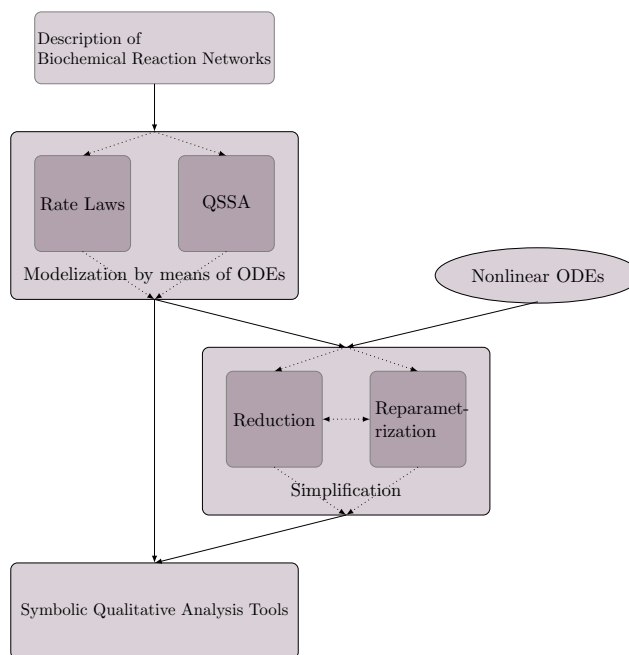 Description of
Biochemical Reaction Networks
Rate Laws
QSSA
Modelization by means of ODEs
Nonlinear ODEs
Reduction
Reparamet-
rization
Simplification
Symbolic Qualitative Analysis Tools